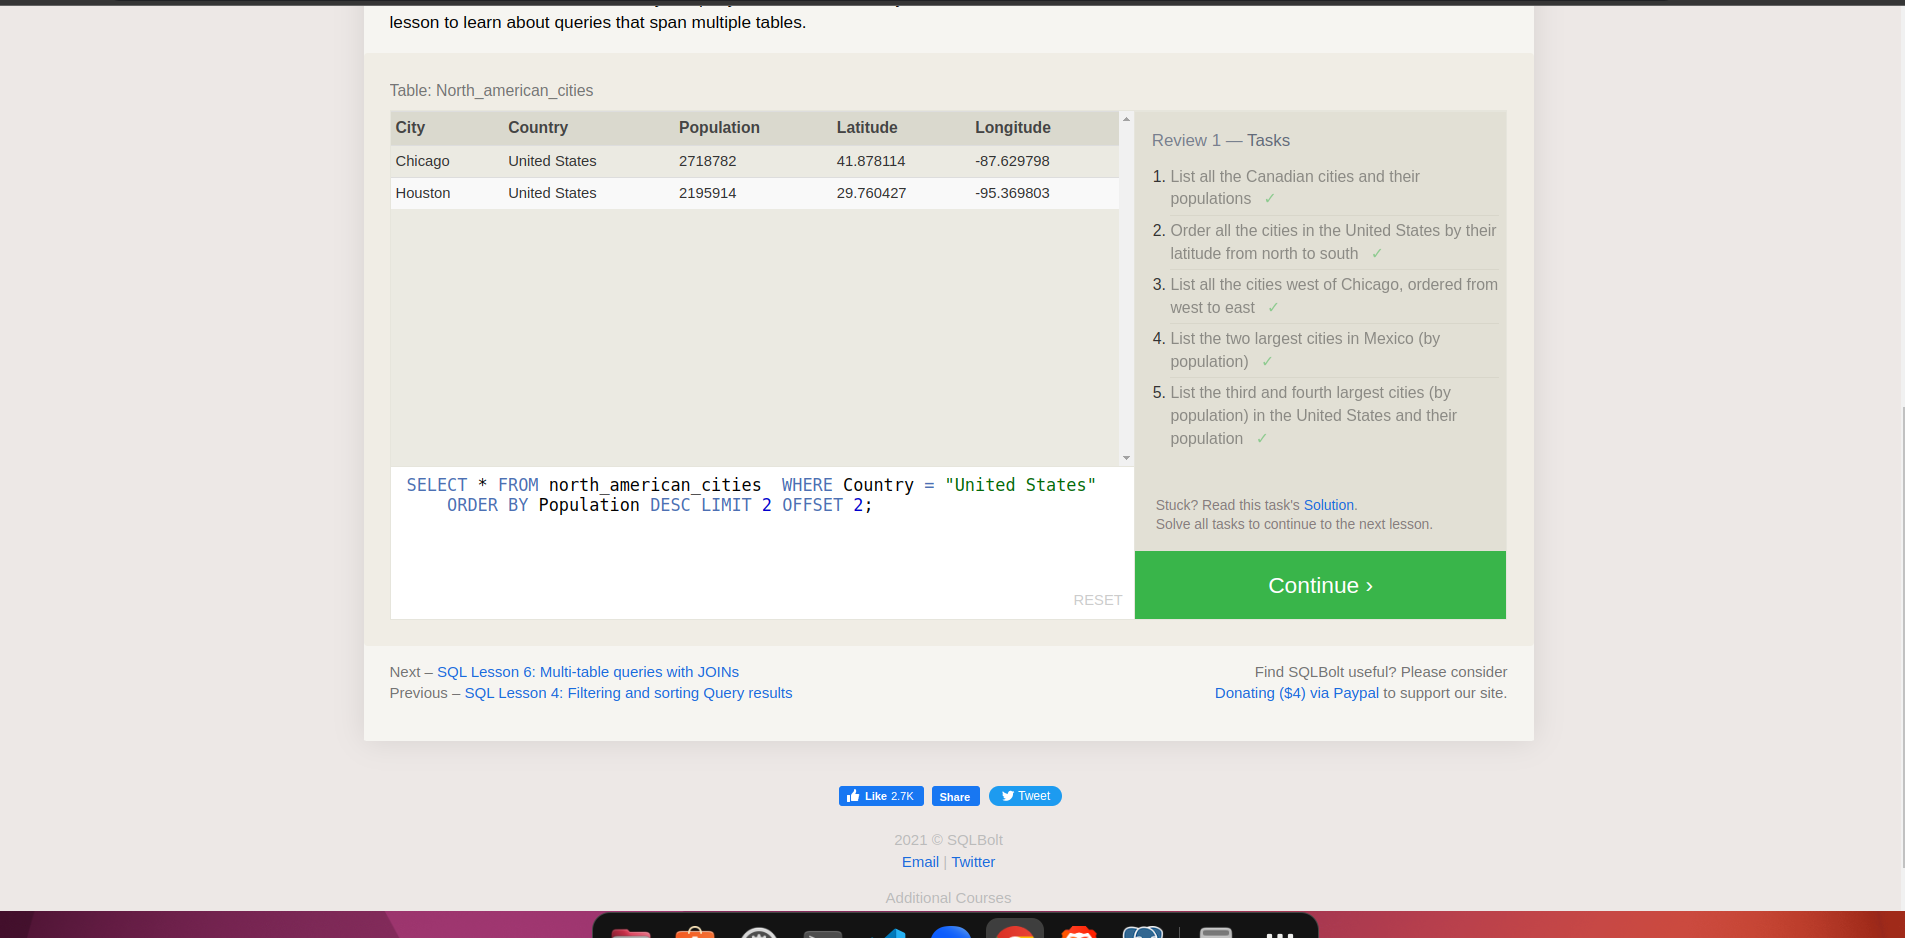 lesson to learn about queries that span multiple tables.
Table: North_american_cities
City Country Population Latitude Longitude
Chicago United States 2718782 41.878114 -87.629798
Houston United States 2195914 29.760427 -95.369803
SELECT * FROM north_american_cities  WHERE Country = "United States"
ORDER BY Population DESC LIMIT 2 OFFSET 2;
RESET
Review 1 — Tasks
1. List all the Canadian cities and their
populations ✓
2. Order all the cities in the United States by their
latitude from north to south ✓
3. List all the cities west of Chicago, ordered from
west to east ✓
4. List the two largest cities in Mexico (by
population) ✓
5. List the third and fourth largest cities (by
population) in the United States and their
population ✓
Stuck? Read this task's Solution.
Solve all tasks to continue to the next lesson.
Continue ›
Next – SQL Lesson 6: Multi-table queries with JOINs
Previous – SQL Lesson 4: Filtering and sorting Query results
Find SQLBolt useful? Please consider
Donating ($4) via Paypal to support our site.
Like 2.7K Share Tweet
2021 © SQLBolt
Email | Twitter
Additional Courses